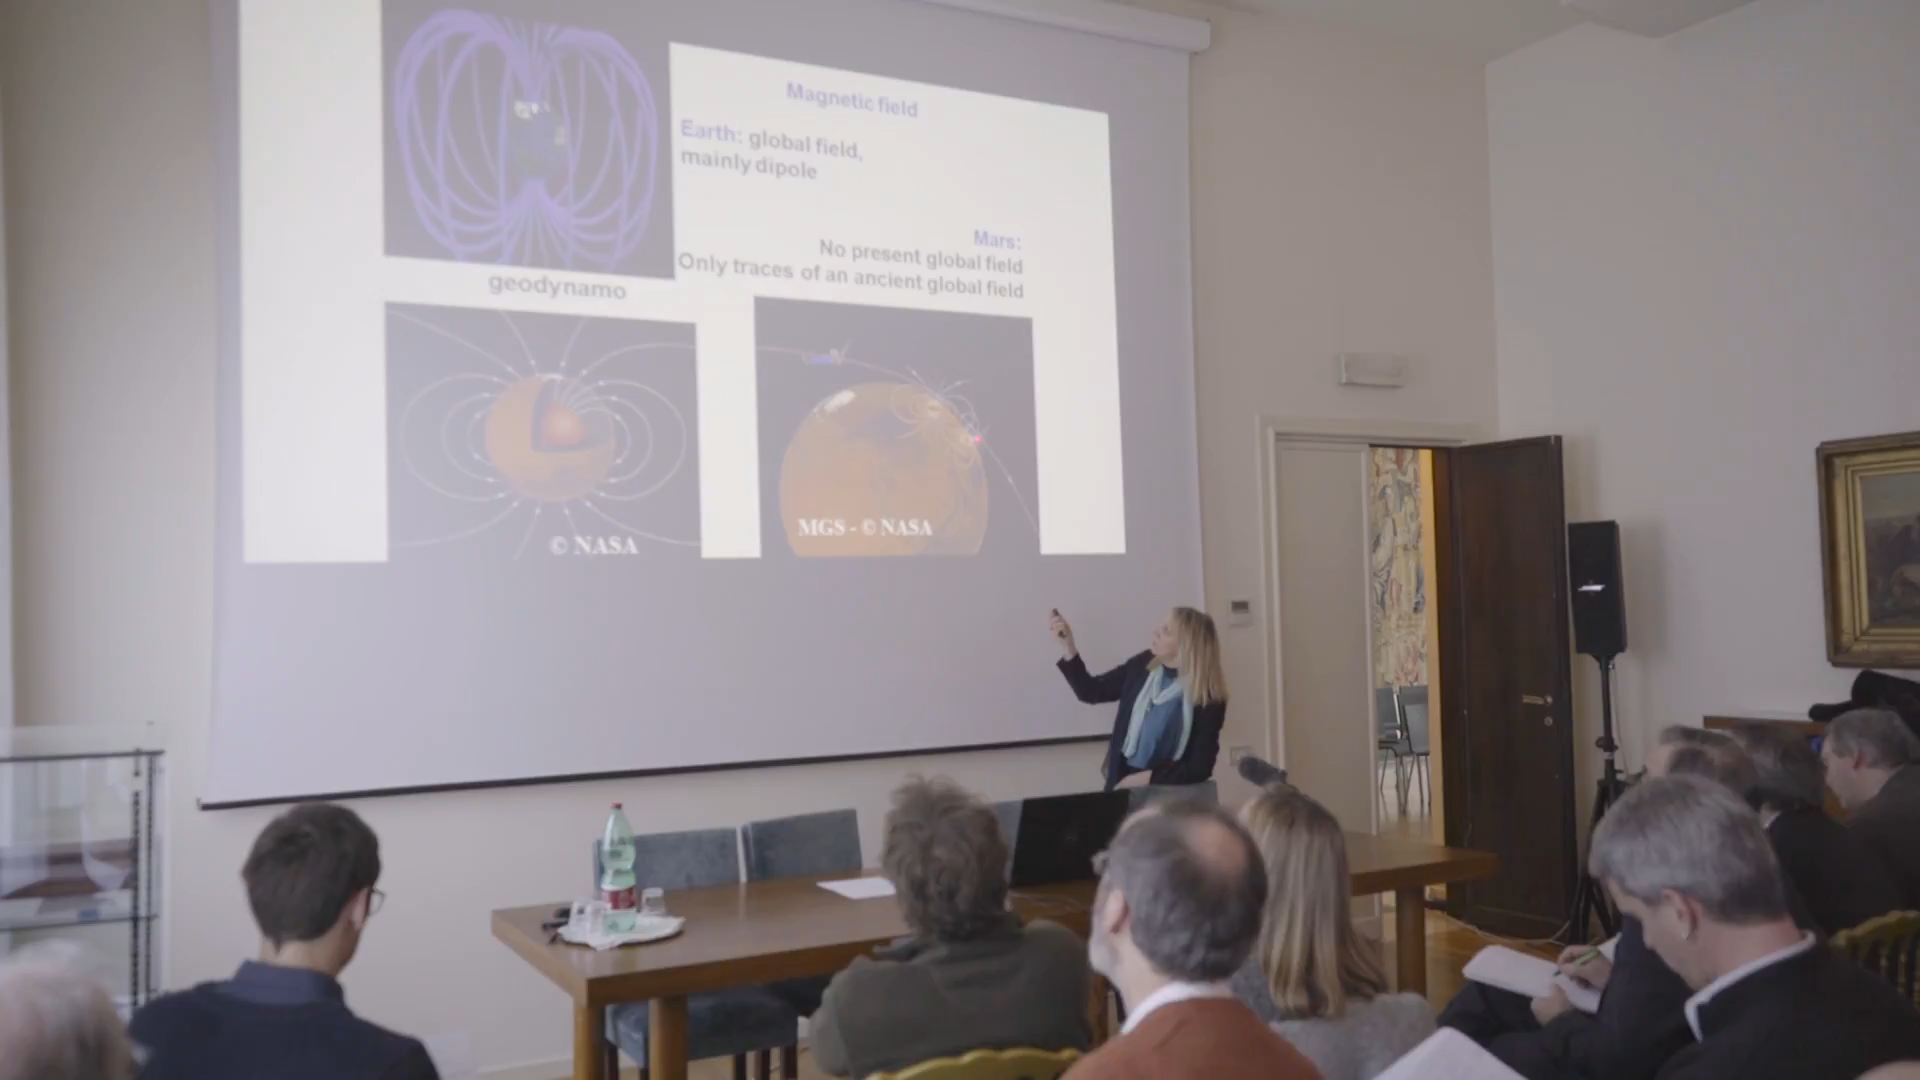 Magnetic field
Earth: global field,
mainly dipole
Mars:
No present global field
Only traces of an ancient global field
geodynamo
© NASA
MGS - © NASA